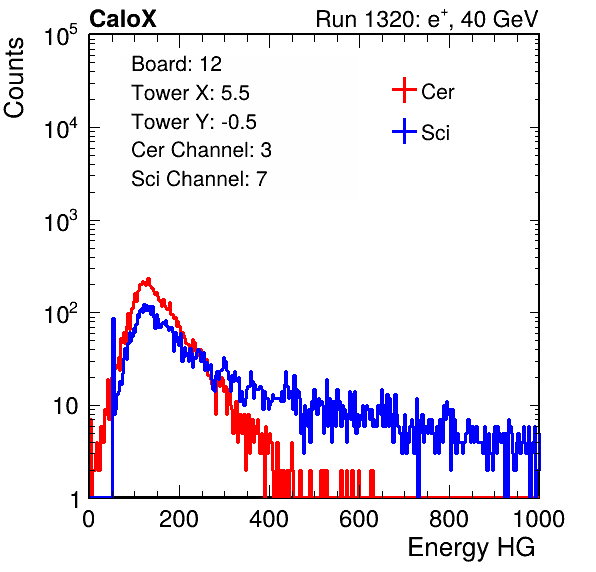 CaloX Run 1320: e⁺, 40 GeV
Board: 12
Tower X: 5.5
Tower Y: -0.5
Cer Channel: 3
Sci Channel: 7
Cer
Sci
Counts
10⁵
10⁴
10³
10²
10
1
0 200 400 600 800 1000
Energy HG